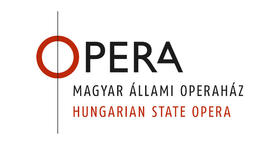 OPERA
MAGYAR ÁLLAMI OPERAHÁZ
HUNGARIAN STATE OPERA